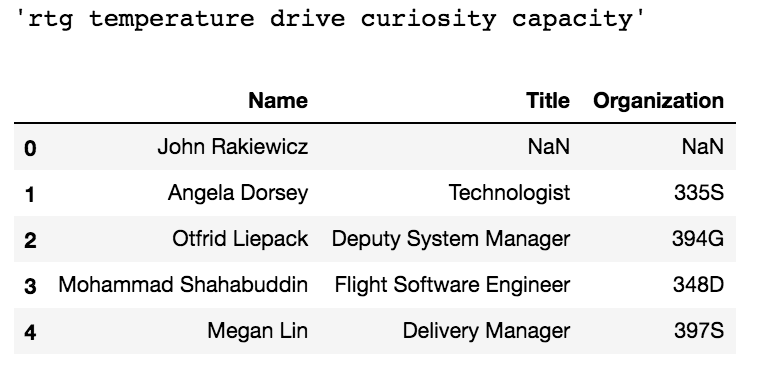 'rtg temperature drive curiosity capacity'
Name Title Organization
0 John Rakiewicz NaN NaN
1 Angela Dorsey Technologist 335S
2 Otfrid Liepack Deputy System Manager 394G
3 Mohammad Shahabuddin Flight Software Engineer 348D
4 Megan Lin Delivery Manager 397S